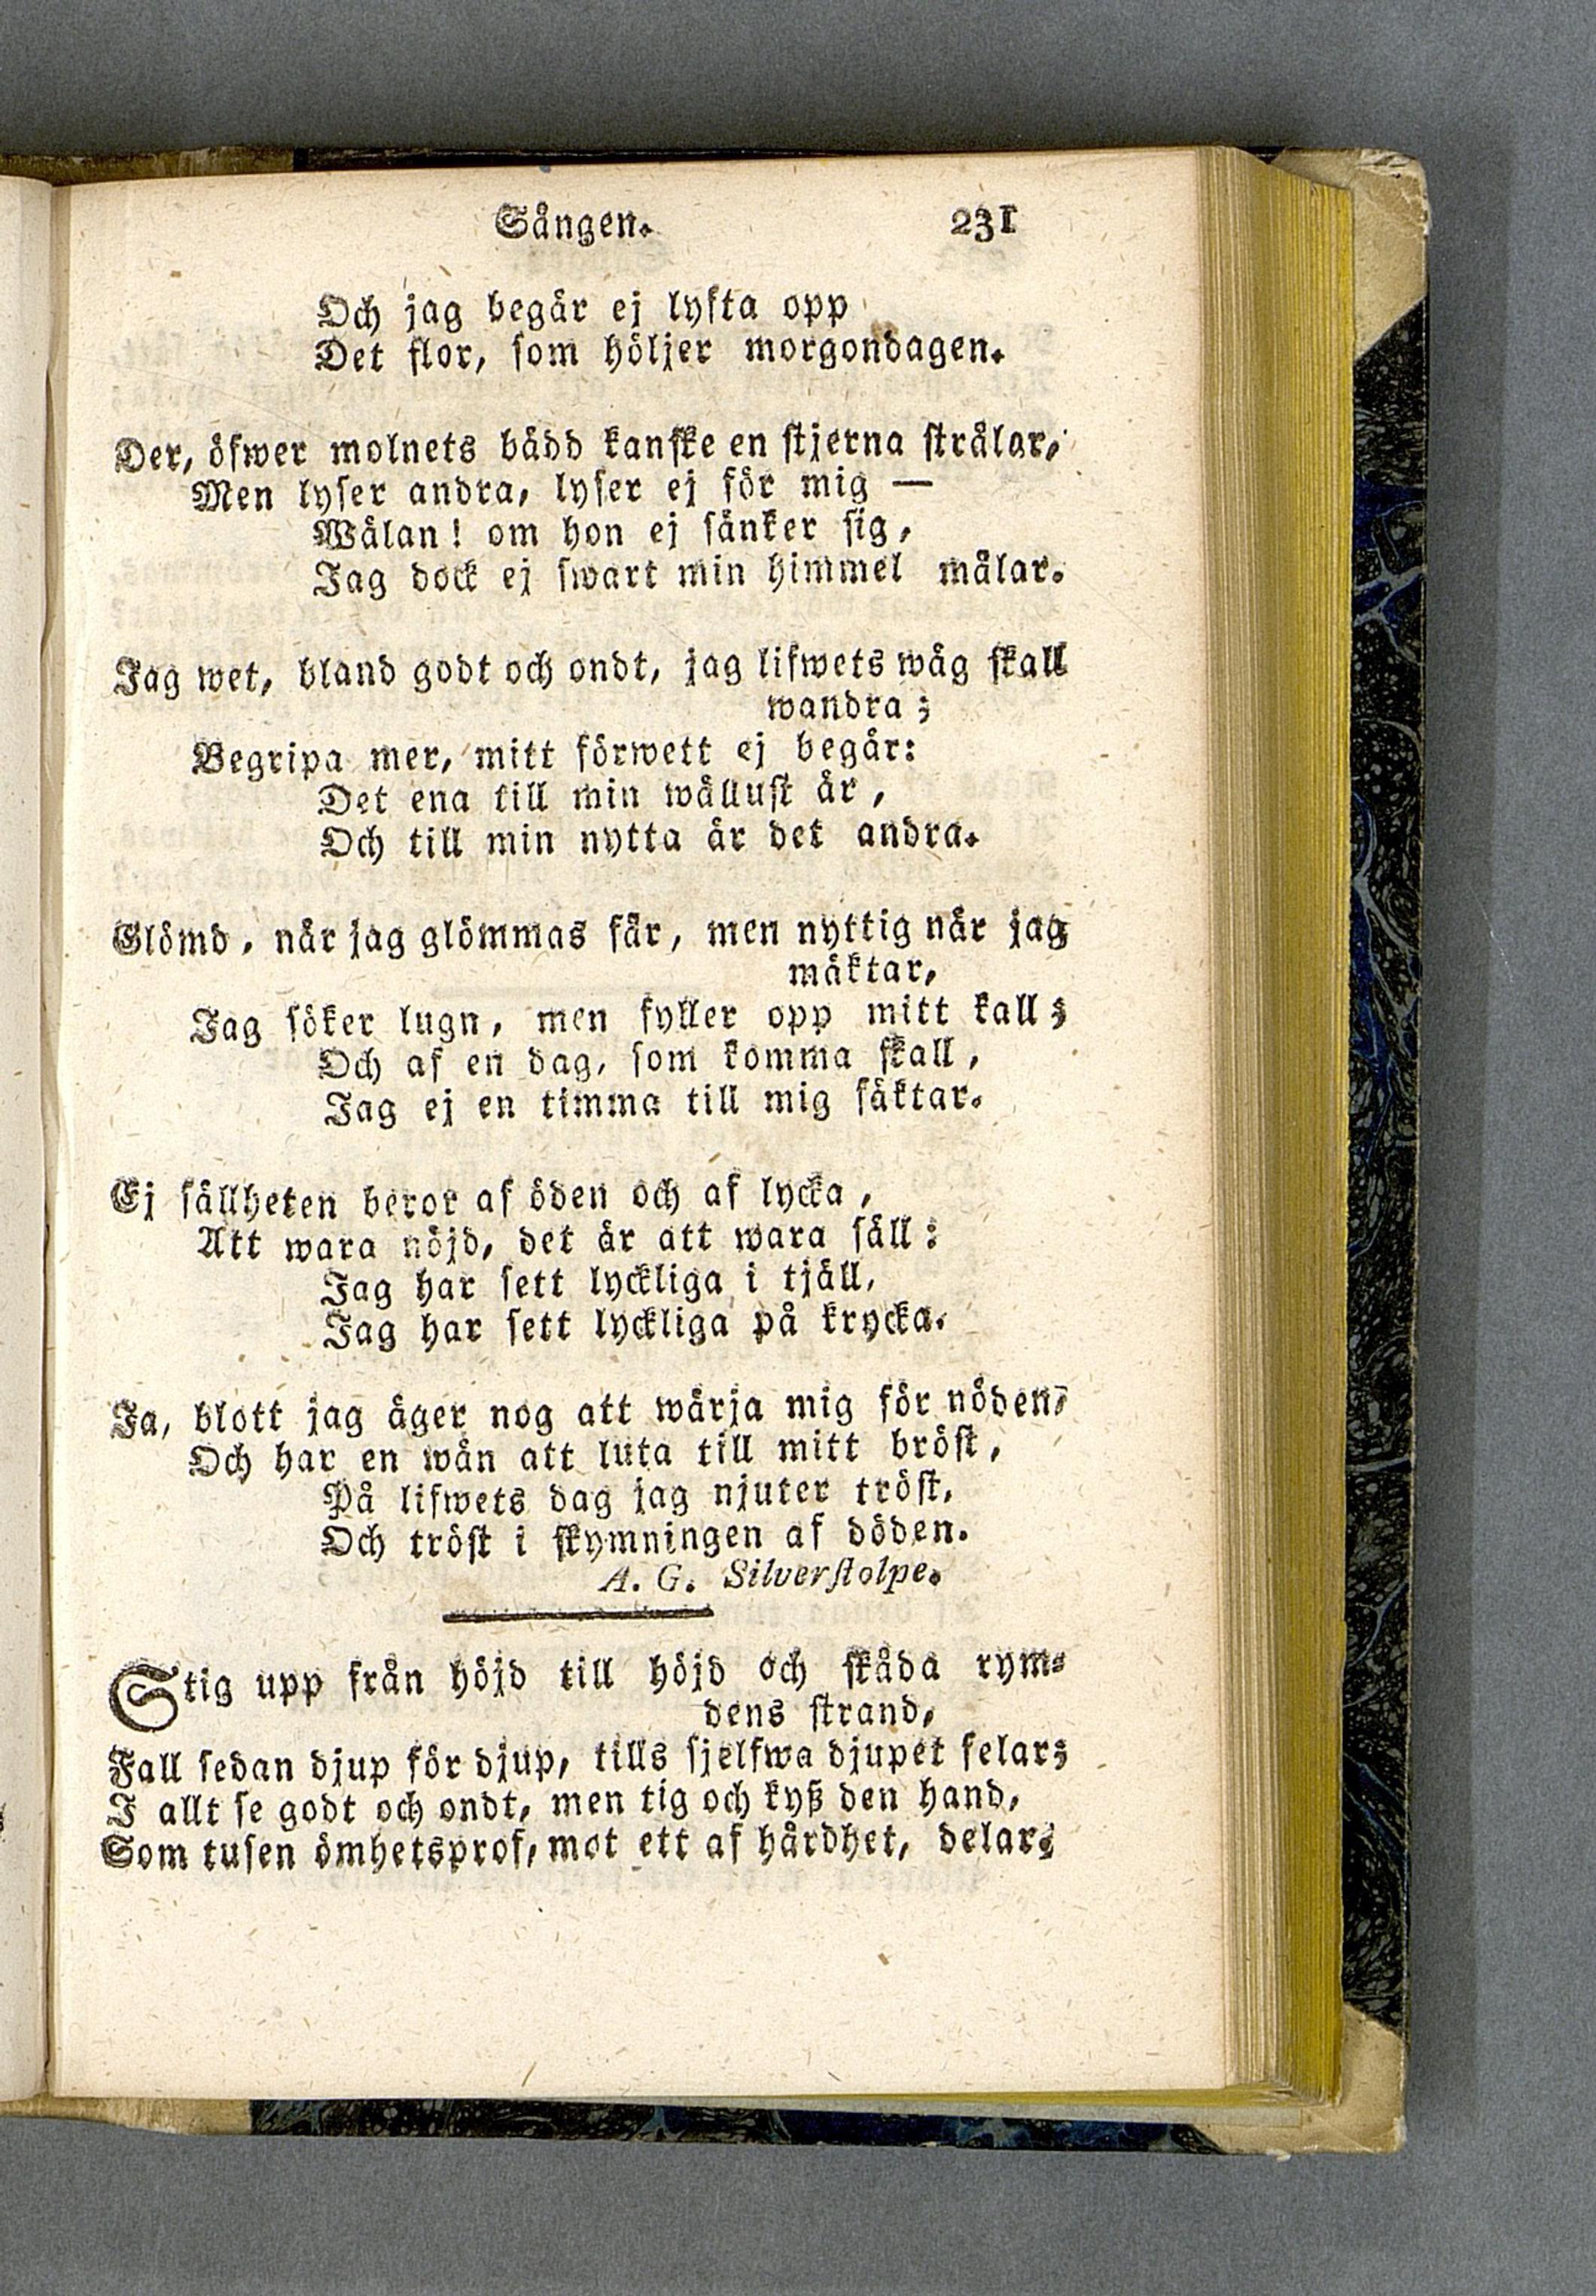 Sången. 231
Och jag begär ej lyfta opp
Det flor, som höljer morgondagen.
Der, öfwer molnets bädd kanske en stjerna strålar,
Men lyser andra, lyser ej för mig —
Wälan! om hon ej sänker sig,
Jag dock ej swart min himmel målar.
Jag wet, bland godt och ondt, jag lifwets wäg skall
wandra;
Begripa mer, mitt förwett ej begär:
Det ena till min wällust är,
Och till min nytta är det andra.
Glömd, när jag glömmas får, men nyttig när jag
mäktar,
Jag söker lugn, men fyller opp mitt kall;
Och af en dag, som komma skall,
Jag ej en timma till mig fäktar.
Ej sällheten beror af öden och af lycka,
Att wara nöjd, det är att wara säll:
Jag har sett lyckliga i tjäll,
Jag har sett lyckliga på krycka.
Ja, blott jag äger nog att wärja mig för nöden,
Och har en wän att luta till mitt bröst,
På lifwets dag jag njuter tröst,
Och tröst i skymningen af döden.
A. G. Silverstolpe.
Stig upp från höjd till höjd och skåda rym-
dens strand,
Fall sedan djup för djup, tills sjelfwa djupet felar;
I allt se godt och ondt, men tig och kyß den hand,
Som tusen ömhetsprof, mot ett af hårdhet, delar;